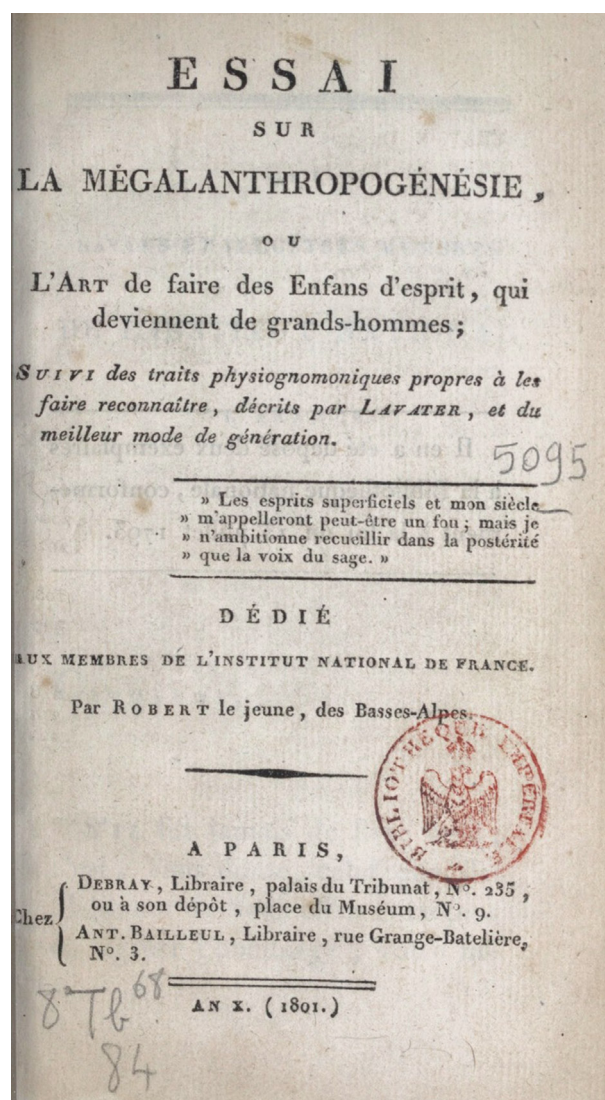 ESSAI
SUR
LA MÉGALANTHROPOGÉNÉSIE,
OU
L'ART de faire des Enfans d'esprit, qui
deviennent de grands-hommes;
SUIVI des traits physiognomoniques propres à les
faire reconnaître, décrits par LAVATER, et du
meilleur mode de génération.
5095
» Les esprits superficiels et mon siècle
» m'appelleront peut-être un fou; mais je
» n'ambitionne recueillir dans la postérité
» que la voix du sage. »
DÉDIÉ
AUX MEMBRES DE L'INSTITUT NATIONAL DE FRANCE.
Par ROBERT le jeune, des Basses-Alpes.
BIBLIOTHEQUE IMPERIALE
A PARIS,
Chez
DEBRAY, Libraire, palais du Tribunat, N°. 235,
ou à son dépôt, place du Muséum, N°. 9.
ANT. BAILLEUL, Libraire, rue Grange-Batelière,
N°. 3.
AN X. (1801.)
8° Tb 68
84